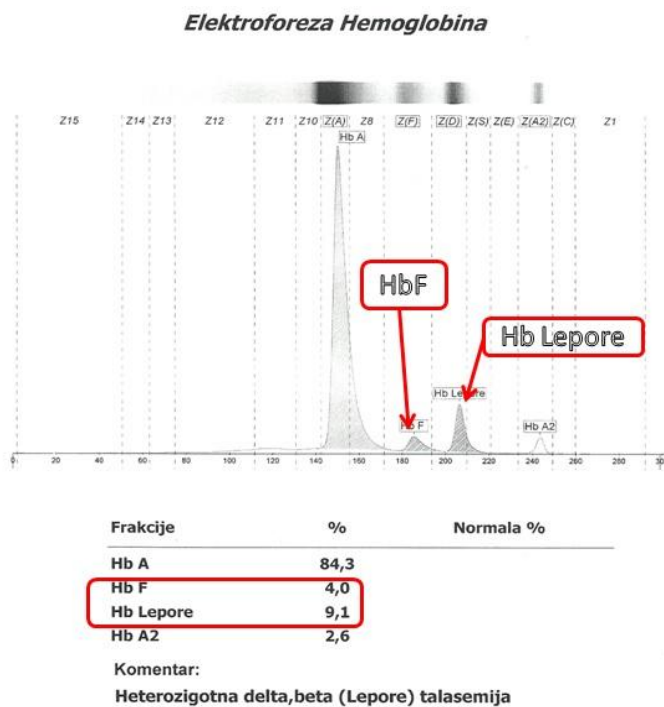 Elektroforeza Hemoglobina
Z15 Z14 Z13 Z12 Z11 Z10 Z(A) Z8 Z(F) Z(D) Z(S) Z(E) Z(A2) Z(C) Z1
Hb A
HbF
Hb Lepore
Hb Lepore
Hb F
Hb A2
0 20 40 60 80 100 120 140 160 180 200 220 240 260 280 300
Frakcije % Normala %
Hb A 84,3
Hb F 4,0
Hb Lepore 9,1
Hb A2 2,6
Komentar:
Heterozigotna delta,beta (Lepore) talasemija